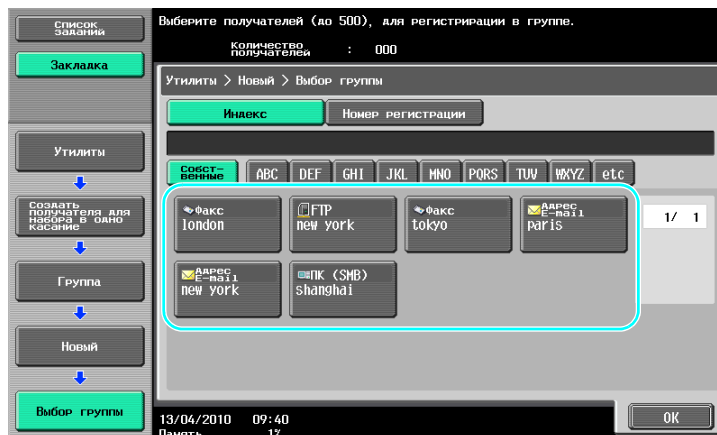 Список
заданий
Закладка
Выберите получателей (до 500), для регистрирации в группе.
Количество
получателей : 000
Утилиты > Новый > Выбор группы
Индекс
Номер регистрации
Собст-
венные
ABC
DEF
GHI
JKL
MNO
PQRS
TUV
WXYZ
etc
Факс
london
FTP
new york
Факс
tokyo
Адрес
E-mail
paris
1/ 1
Адрес
E-mail
new york
ПК (SMB)
shanghai
Утилиты
Создать
получателя для
набора в одно
касание
Группа
Новый
Выбор группы
13/04/2010 09:40
Память 1%
OK